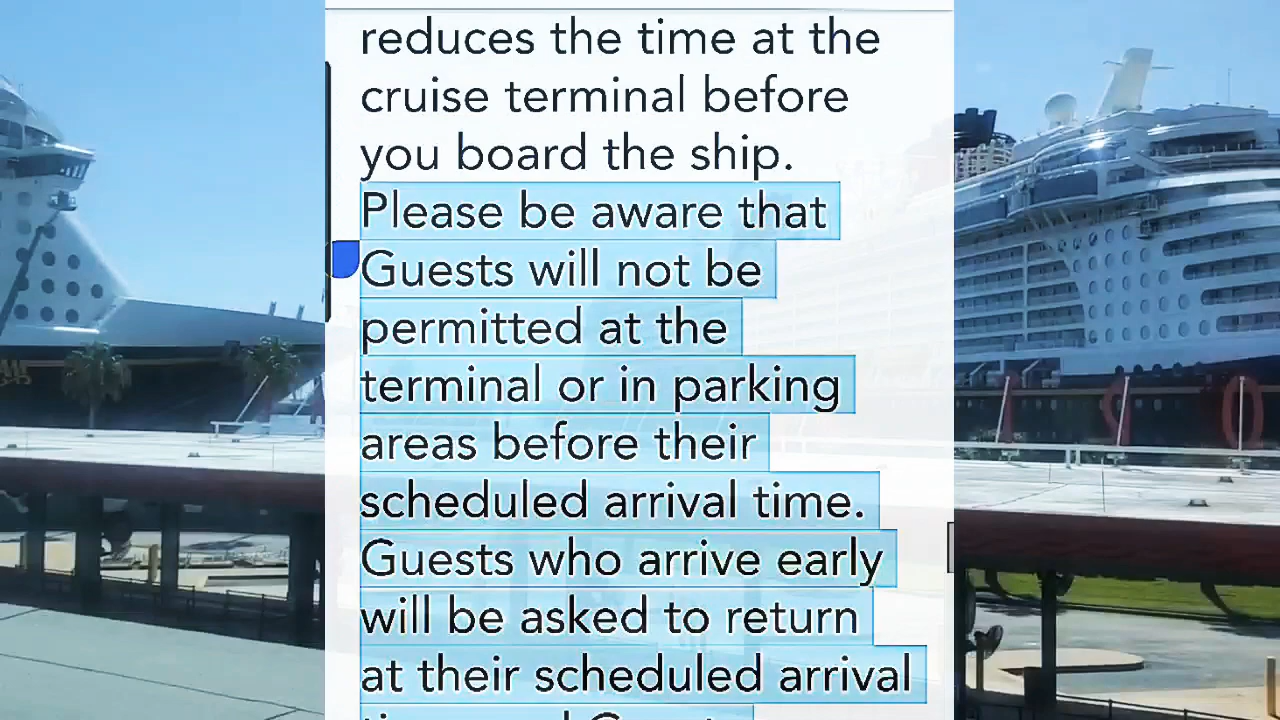 reduces the time at the
cruise terminal before
you board the ship.
Please be aware that
Guests will not be
permitted at the
terminal or in parking
areas before their
scheduled arrival time.
Guests who arrive early
will be asked to return
at their scheduled arrival